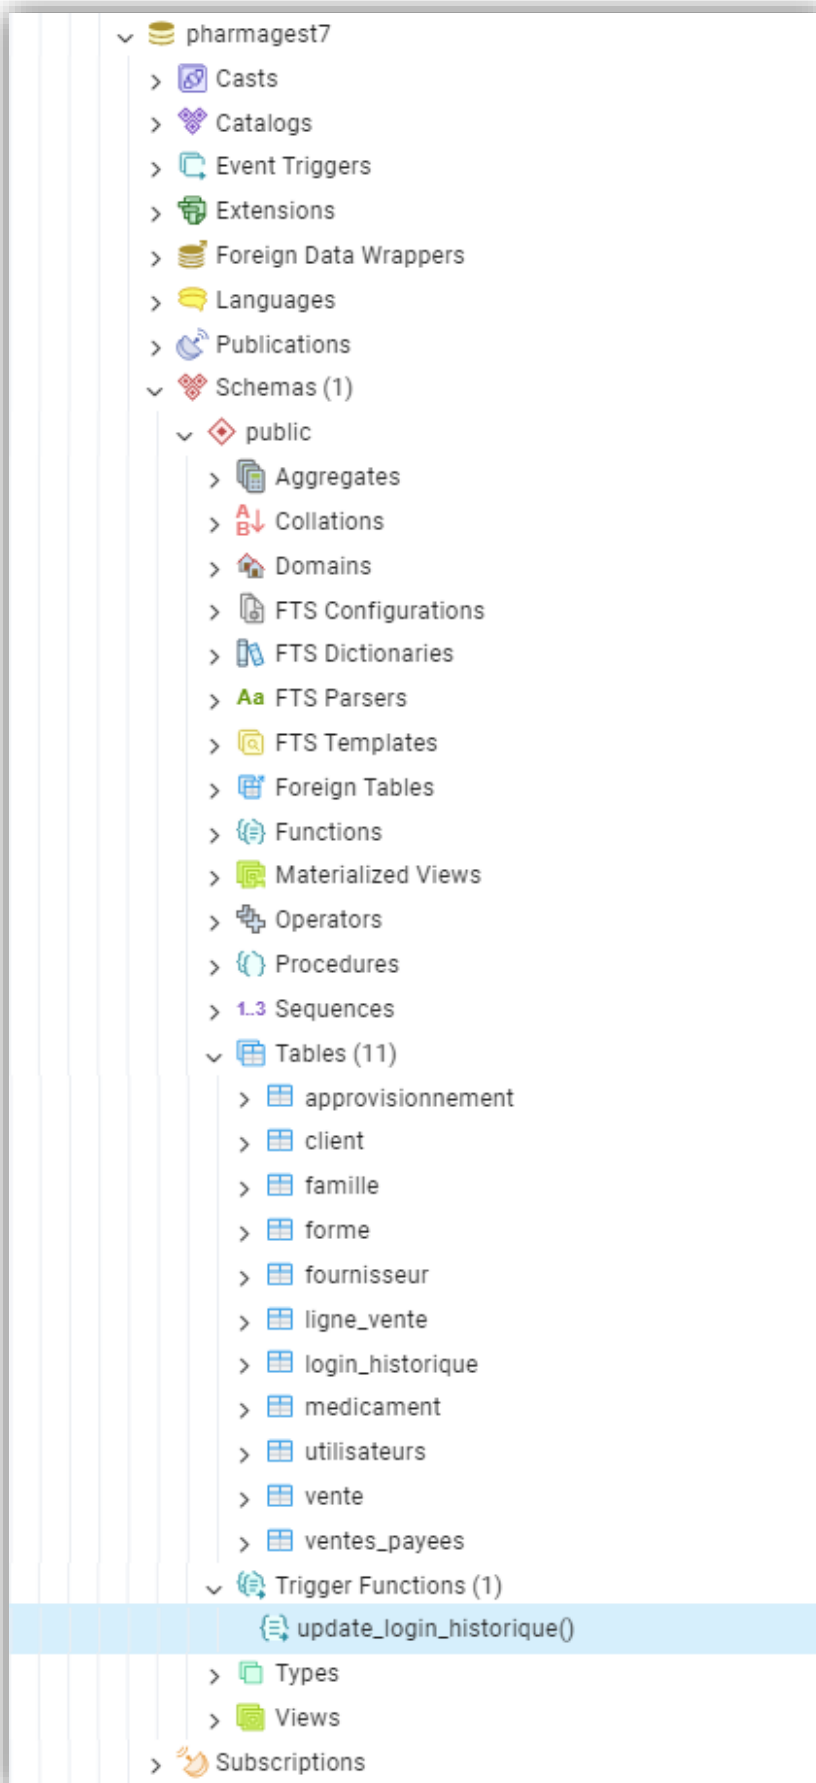 pharmagest7
Casts
Catalogs
Event Triggers
Extensions
Foreign Data Wrappers
Languages
Publications
Schemas (1)
public
Aggregates
Collations
Domains
FTS Configurations
FTS Dictionaries
Aa FTS Parsers
FTS Templates
Foreign Tables
Functions
Materialized Views
Operators
Procedures
1..3 Sequences
Tables (11)
approvisionnement
client
famille
forme
fournisseur
ligne_vente
login_historique
medicament
utilisateurs
vente
ventes_payees
Trigger Functions (1)
update_login_historique()
Types
Views
Subscriptions